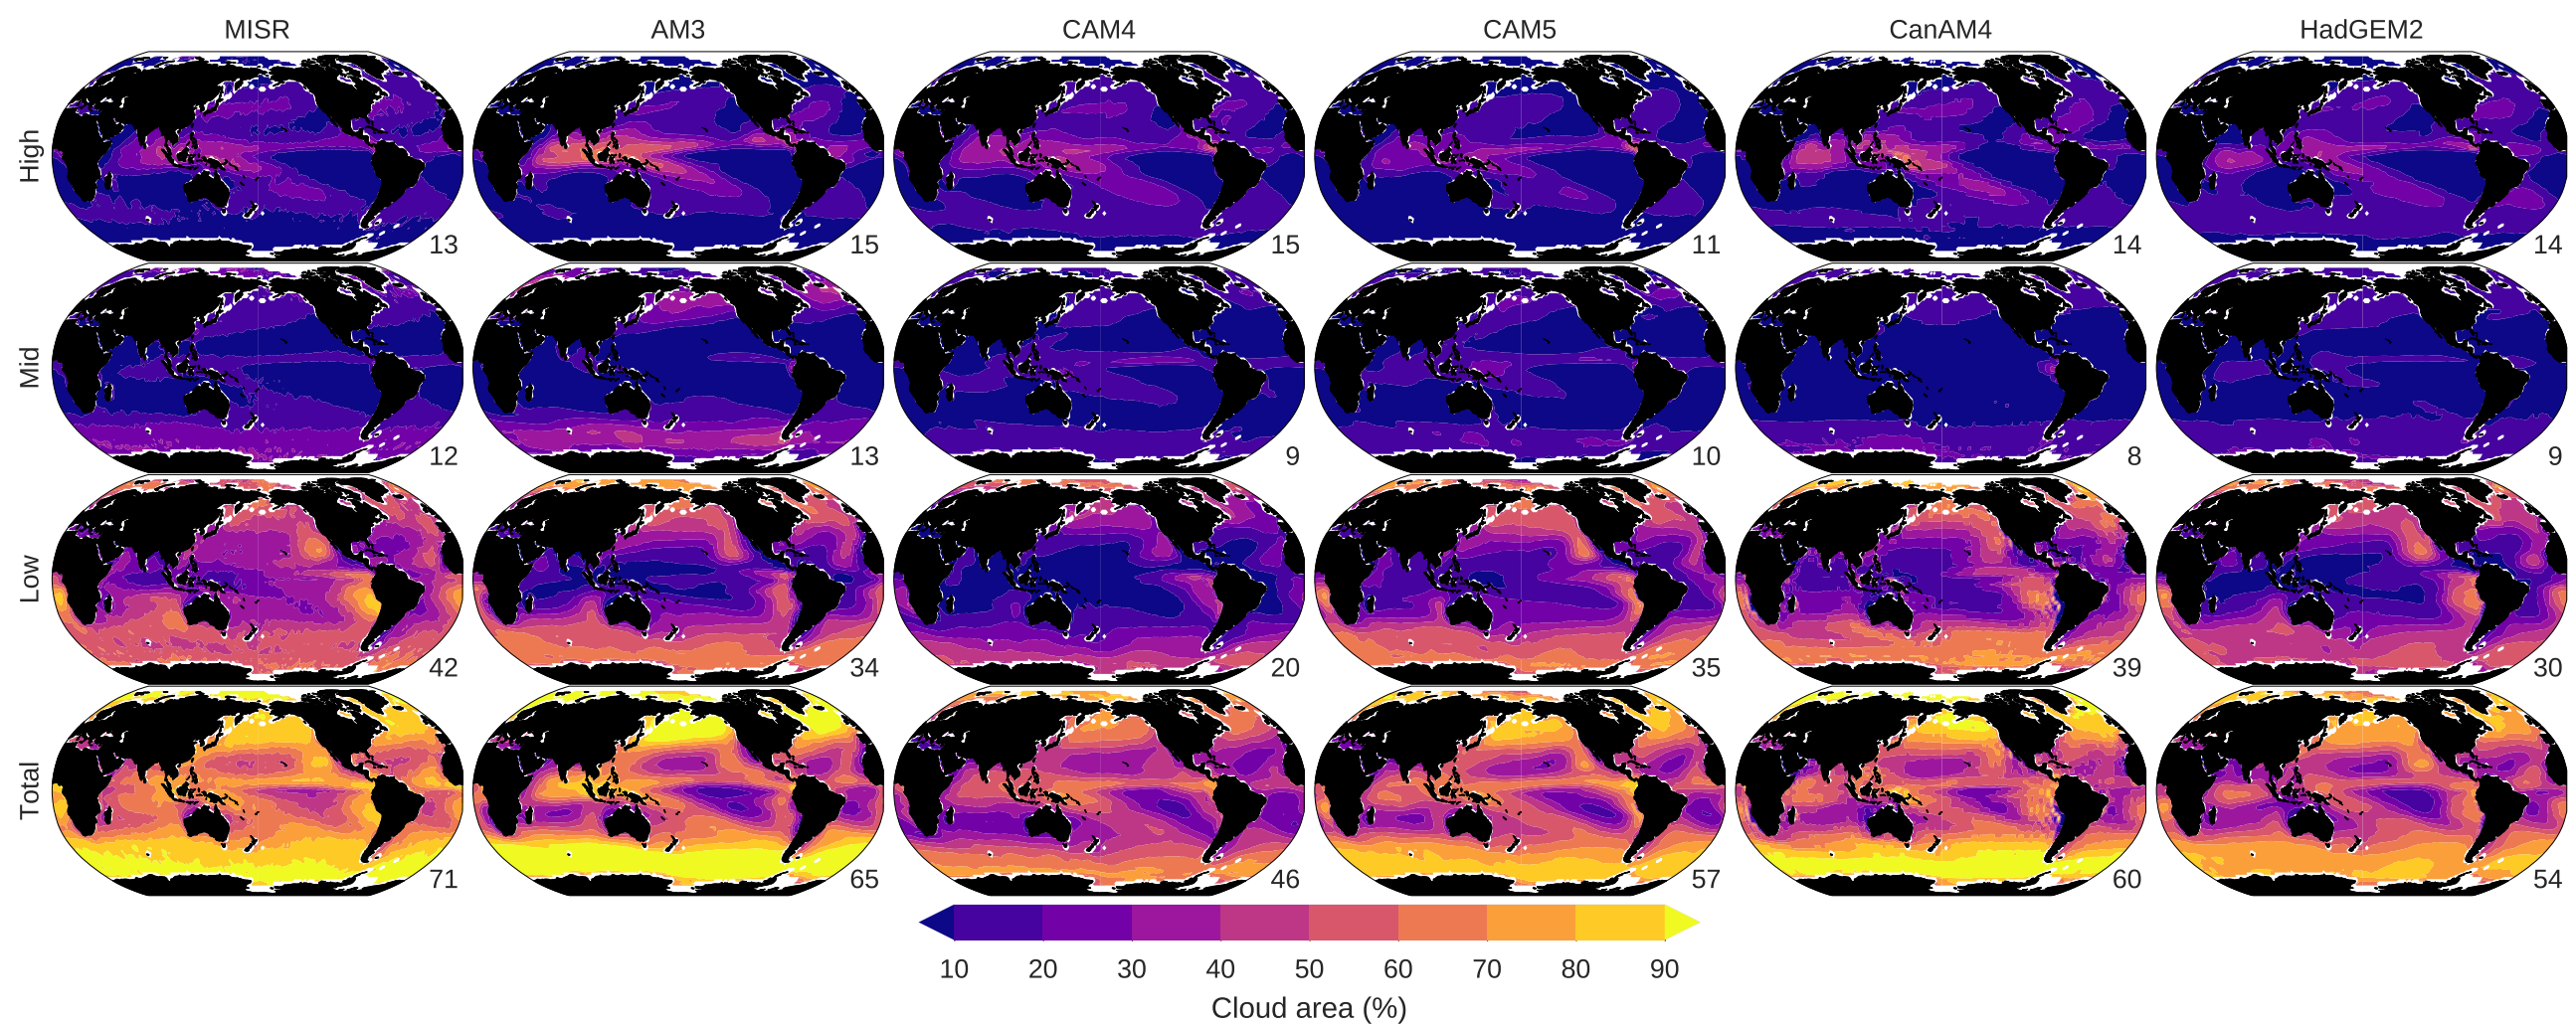 MISR AM3 CAM4 CAM5 CanAM4 HadGEM2
High 13 15 15 11 14 14
Mid 12 13 9 10 8 9
Low 42 34 20 35 39 30
Total 71 65 46 57 60 54
10 20 30 40 50 60 70 80 90
Cloud area (%)